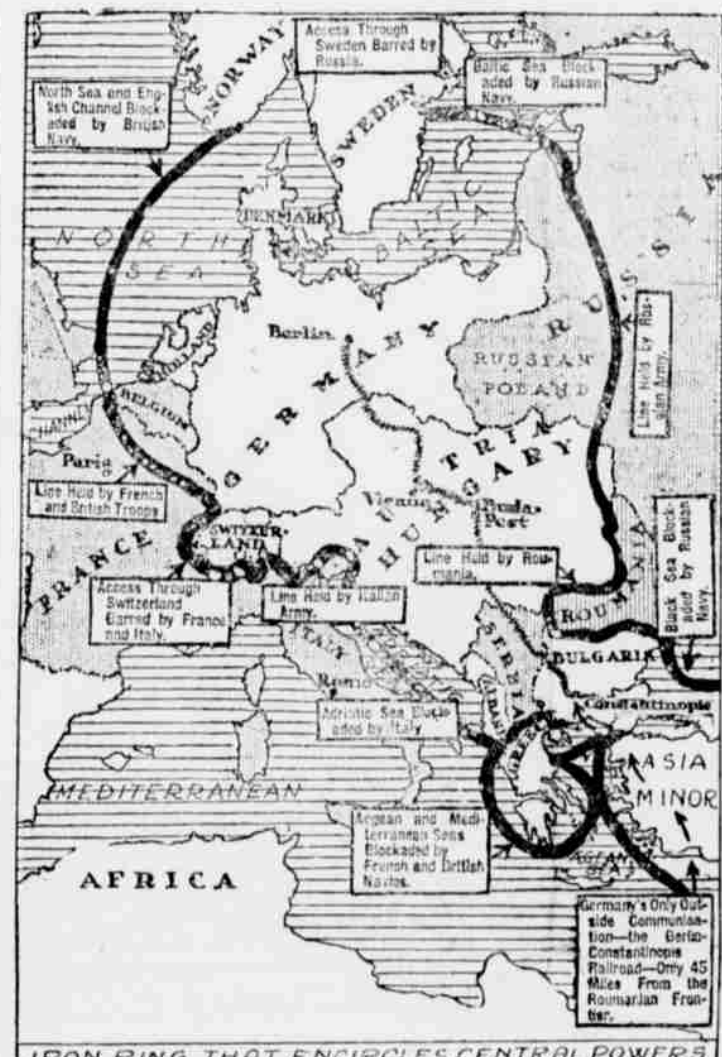 NORWAY
Access Through
Sweden Barred by
Russia.
Baltic Sea Block-
aded by Russian
Navy.
North Sea and Eng-
lish Channel Block-
aded by British
Navy.
SWEDEN
DENMARK
BALTIC
SEA
NORTH
SEA
RUSSIA
Berlin
HOLLAND
GERMANY
RUSSIAN
POLAND
Line Held by Rus-
sian Army.
BELGIUM
CHANNEL
Paris
Line Held by French
and British Troops
AUSTRIA
HUNGARY
Vienna
Buda-
Pest
SWITZER-
LAND
FRANCE
Access Through
Switzerland
Barred by France
and Italy.
Line Held by Italian
Army.
Line Held by Rou-
mania.
ROUMANIA
Black Sea Block-
aded by Russian
Navy.
ITALY
SERBIA
BULGARIA
Rome
ALBANIA
Constantinople
Adriatic Sea Block-
aded by Italy
GREECE
ASIA
MINOR
MEDITERRANEAN
Aegean and Medi-
terranean Seas
Blockaded by
French and British
Navies.
AEGEAN
SEA
AFRICA
Germany's Only Out-
side Communica-
tion—the Berlin-
Constantinople
Railroad—Only 45
Miles From the
Roumanian Fron-
tier.
IRON RING THAT ENCIRCLES CENTRAL POWERS